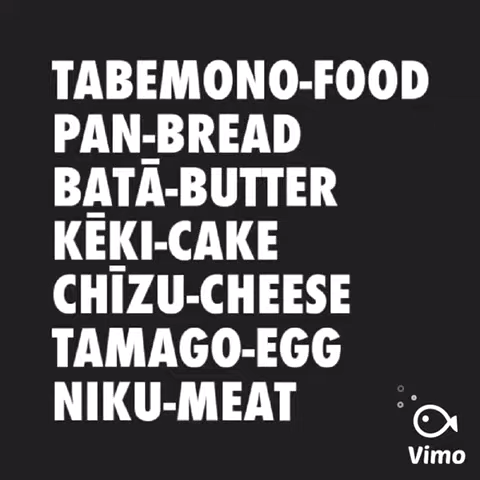 TABEMONO-FOOD
PAN-BREAD
BATĀ-BUTTER
KĒKI-CAKE
CHĪZU-CHEESE
TAMAGO-EGG
NIKU-MEAT
Vimo